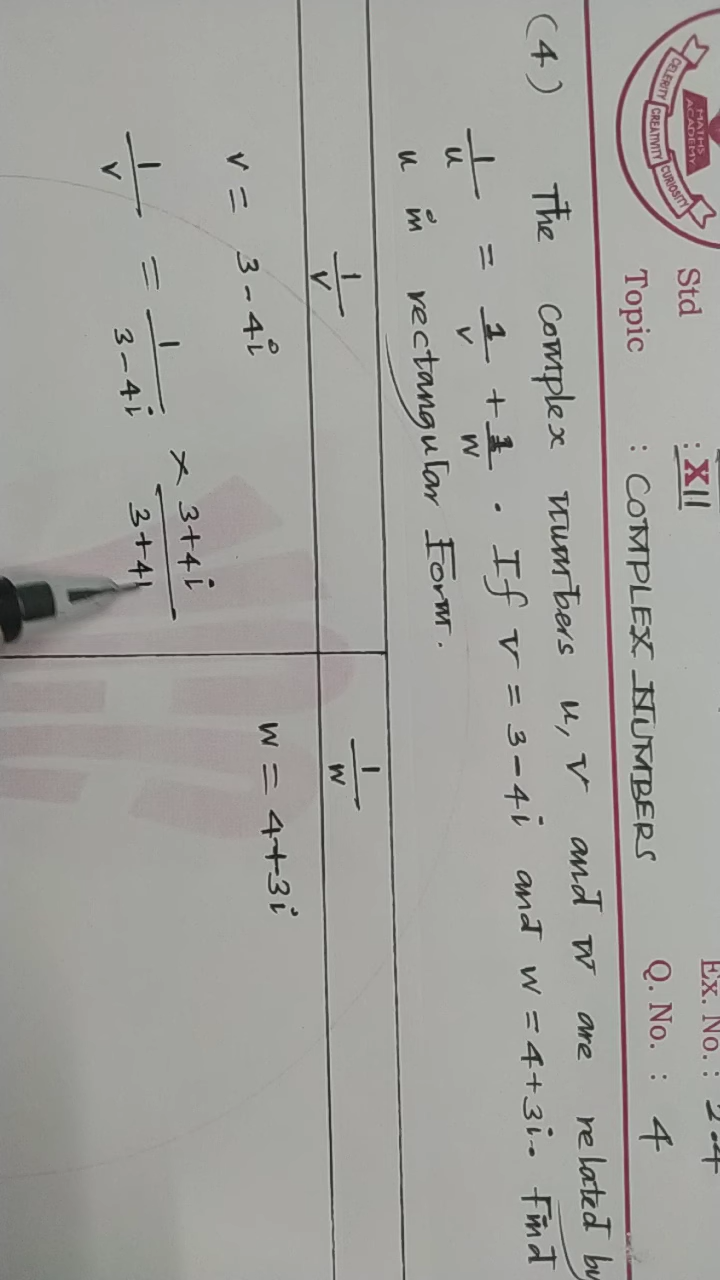 MATHS
ACADEMY
CELERITY CREATIVITY CURIOSITY
Std : XII
Ex. No. : 2.4
Topic : COMPLEX NUMBERS
Q. No. : 4
(4) The complex numbers u, v and w are related by
1/u = 1/v + 1/w . If v = 3-4i and w = 4+3i. Find
u in rectangular Form.
1/v
1/w
v = 3-4i
w = 4+3i
1/v = 1/3-4i × 3+4i/3+4i